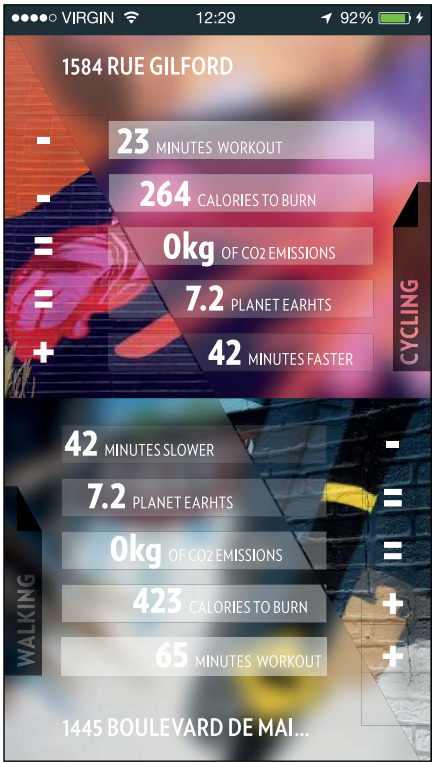 VIRGIN 12:29 92%
1584 RUE GILFORD
- 23 MINUTES WORKOUT
- 264 CALORIES TO BURN
= 0kg OF CO2 EMISSIONS
= 7.2 PLANET EARHTS
+ 42 MINUTES FASTER
CYCLING
42 MINUTES SLOWER -
7.2 PLANET EARHTS =
0kg OF CO2 EMISSIONS =
423 CALORIES TO BURN +
65 MINUTES WORKOUT +
WALKING
1445 BOULEVARD DE MAI...